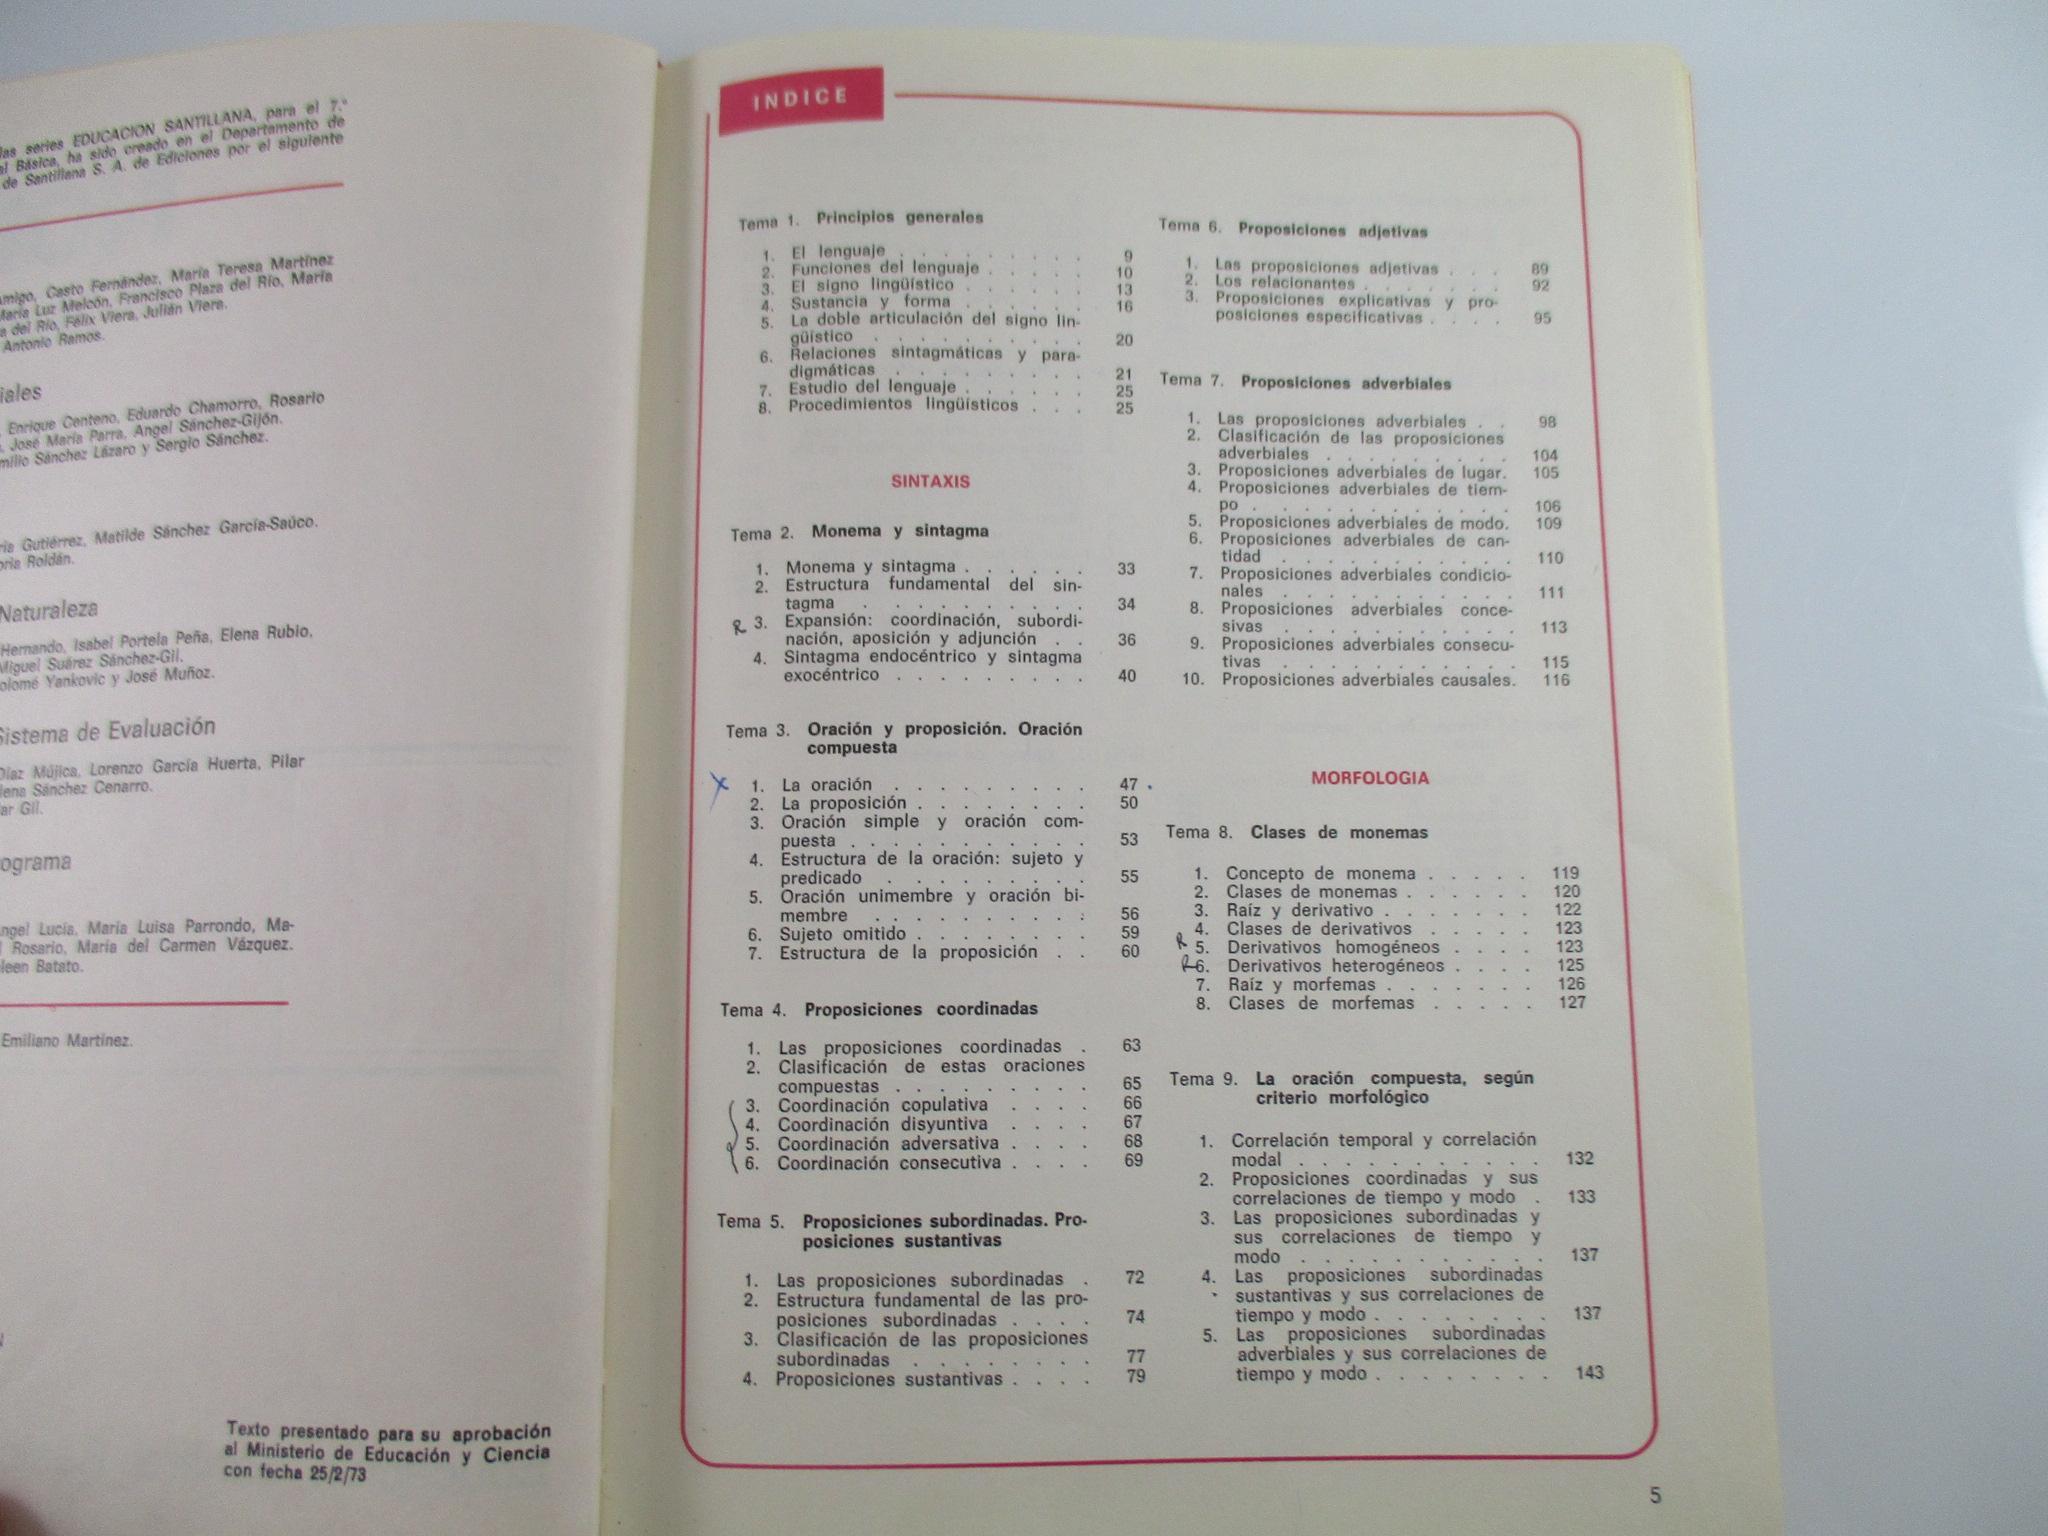 las series EDUCACION SANTILLANA, para el 7.º
al Básica, ha sido creado en el Departamento de
de Santillana S. A. de Ediciones por el siguiente
Amigo, Casto Fernández, María Teresa Martínez
María Luz Melcón, Francisco Plaza del Río, María
a del Río, Félix Viera, Julián Viera.
Antonio Ramos.
iales
, Enrique Centeno, Eduardo Chamorro, Rosario
, José María Parra, Angel Sánchez-Gijón.
milio Sánchez Lázaro y Sergio Sánchez.
ría Gutiérrez, Matilde Sánchez García-Saúco.
oria Roldán.
Naturaleza
Hernando, Isabel Portela Peña, Elena Rubio,
Miguel Suárez Sánchez-Gil.
olomé Yankovic y José Muñoz.
Sistema de Evaluación
Díaz Mújica, Lorenzo García Huerta, Pilar
lena Sánchez Cenarro.
ar Gil.
ograma
ngel Lucía, María Luisa Parrondo, Ma-
l Rosario, María del Carmen Vázquez.
leen Batato.
Emiliano Martínez.
Texto presentado para su aprobación
al Ministerio de Educación y Ciencia
con fecha 25/2/73
INDICE
Tema 1. Principios generales
1. El lenguaje . . . . . . . . . 9
2. Funciones del lenguaje . . . . . 10
3. El signo lingüístico . . . . . . 13
4. Sustancia y forma . . . . . . 16
5. La doble articulación del signo lin-
güístico . . . . . . . . . . 20
6. Relaciones sintagmáticas y para-
digmáticas . . . . . . . . . 21
7. Estudio del lenguaje . . . . . . 25
8. Procedimientos lingüísticos . . . 25
SINTAXIS
Tema 2. Monema y sintagma
1. Monema y sintagma . . . . . . 33
2. Estructura fundamental del sin-
tagma . . . . . . . . . . 34
R 3. Expansión: coordinación, subordi-
nación, aposición y adjunción . . 36
4. Sintagma endocéntrico y sintagma
exocéntrico . . . . . . . . . 40
Tema 3. Oración y proposición. Oración
compuesta
x 1. La oración . . . . . . . . . 47
2. La proposición . . . . . . . . 50
3. Oración simple y oración com-
puesta . . . . . . . . . . . 53
4. Estructura de la oración: sujeto y
predicado . . . . . . . . . 55
5. Oración unimembre y oración bi-
membre . . . . . . . . . . 56
6. Sujeto omitido . . . . . . . . 59
7. Estructura de la proposición . . 60
Tema 4. Proposiciones coordinadas
1. Las proposiciones coordinadas . 63
2. Clasificación de estas oraciones
compuestas . . . . . . . . . 65
3. Coordinación copulativa . . . . 66
4. Coordinación disyuntiva . . . . 67
5. Coordinación adversativa . . . . 68
6. Coordinación consecutiva . . . . 69
Tema 5. Proposiciones subordinadas. Pro-
posiciones sustantivas
1. Las proposiciones subordinadas . 72
2. Estructura fundamental de las pro-
posiciones subordinadas . . . . 74
3. Clasificación de las proposiciones
subordinadas . . . . . . . . 77
4. Proposiciones sustantivas . . . . 79
Tema 6. Proposiciones adjetivas
1. Las proposiciones adjetivas . . . 89
2. Los relacionantes . . . . . . . 92
3. Proposiciones explicativas y pro-
posiciones especificativas . . . . 95
Tema 7. Proposiciones adverbiales
1. Las proposiciones adverbiales . . 98
2. Clasificación de las proposiciones
adverbiales . . . . . . . . . 104
3. Proposiciones adverbiales de lugar. 105
4. Proposiciones adverbiales de tiem-
po . . . . . . . . . . . . 106
5. Proposiciones adverbiales de modo. 109
6. Proposiciones adverbiales de can-
tidad . . . . . . . . . . . 110
7. Proposiciones adverbiales condicio-
nales . . . . . . . . . . . 111
8. Proposiciones adverbiales conce-
sivas . . . . . . . . . . . 113
9. Proposiciones adverbiales consecu-
tivas . . . . . . . . . . . 115
10. Proposiciones adverbiales causales. 116
MORFOLOGIA
Tema 8. Clases de monemas
1. Concepto de monema . . . . . 119
2. Clases de monemas . . . . . . 120
3. Raíz y derivativo . . . . . . . 122
4. Clases de derivativos . . . . . 123
R 5. Derivativos homogéneos . . . . 123
R 6. Derivativos heterogéneos . . . . 125
7. Raíz y morfemas . . . . . . . 126
8. Clases de morfemas . . . . . 127
Tema 9. La oración compuesta, según
criterio morfológico
1. Correlación temporal y correlación
modal . . . . . . . . . . . 132
2. Proposiciones coordinadas y sus
correlaciones de tiempo y modo . 133
3. Las proposiciones subordinadas y
sus correlaciones de tiempo y
modo . . . . . . . . . . . 137
4. Las proposiciones subordinadas
sustantivas y sus correlaciones de
tiempo y modo . . . . . . . . 137
5. Las proposiciones subordinadas
adverbiales y sus correlaciones de
tiempo y modo . . . . . . . . 143
5